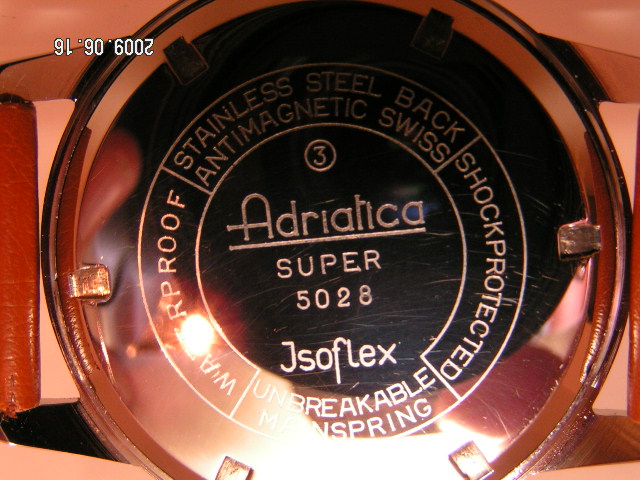 2009.06.16
STAINLESS STEEL BACK
ANTIMAGNETIC SWISS
SHOCKPROTECTED
WATERPROOF
3
Adriatica
SUPER
5028
Jsoflex
UNBREAKABLE
MAINSPRING